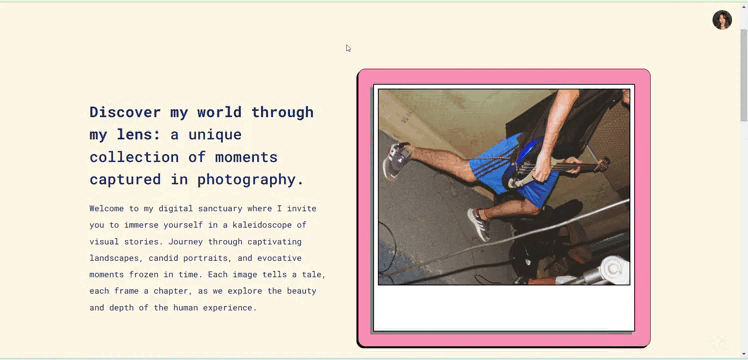 Discover my world through
my lens: a unique
collection of moments
captured in photography.
Welcome to my digital sanctuary where I invite
you to immerse yourself in a kaleidoscope of
visual stories. Journey through captivating
landscapes, candid portraits, and evocative
moments frozen in time. Each image tells a tale,
each frame a chapter, as we explore the beauty
and depth of the human experience.